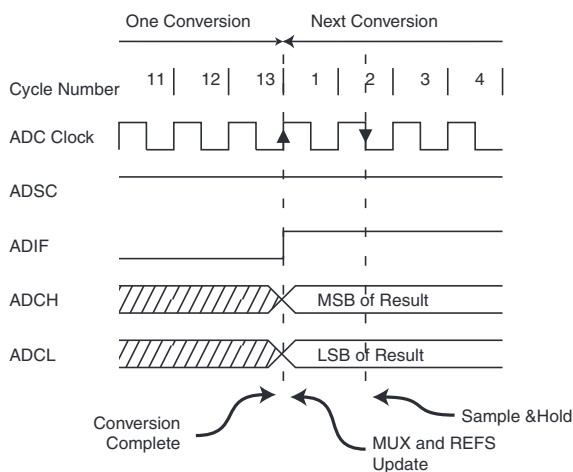 One Conversion Next Conversion
Cycle Number 11 12 13 1 2 3 4
ADC Clock
ADSC
ADIF
ADCH MSB of Result
ADCL LSB of Result
Conversion
Complete
MUX and REFS
Update
Sample &Hold